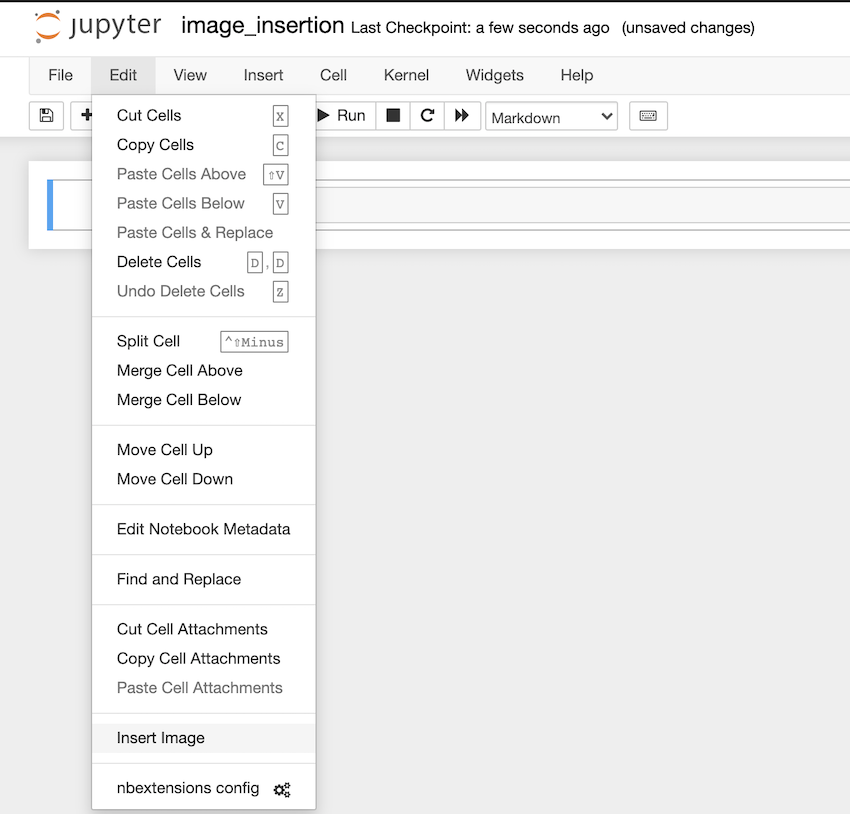 jupyter image_insertion Last Checkpoint: a few seconds ago (unsaved changes)
File Edit View Insert Cell Kernel Widgets Help
Run Markdown
Cut Cells X
Copy Cells C
Paste Cells Above ⇧V
Paste Cells Below V
Paste Cells & Replace
Delete Cells D , D
Undo Delete Cells Z
Split Cell ^⇧Minus
Merge Cell Above
Merge Cell Below
Move Cell Up
Move Cell Down
Edit Notebook Metadata
Find and Replace
Cut Cell Attachments
Copy Cell Attachments
Paste Cell Attachments
Insert Image
nbextensions config